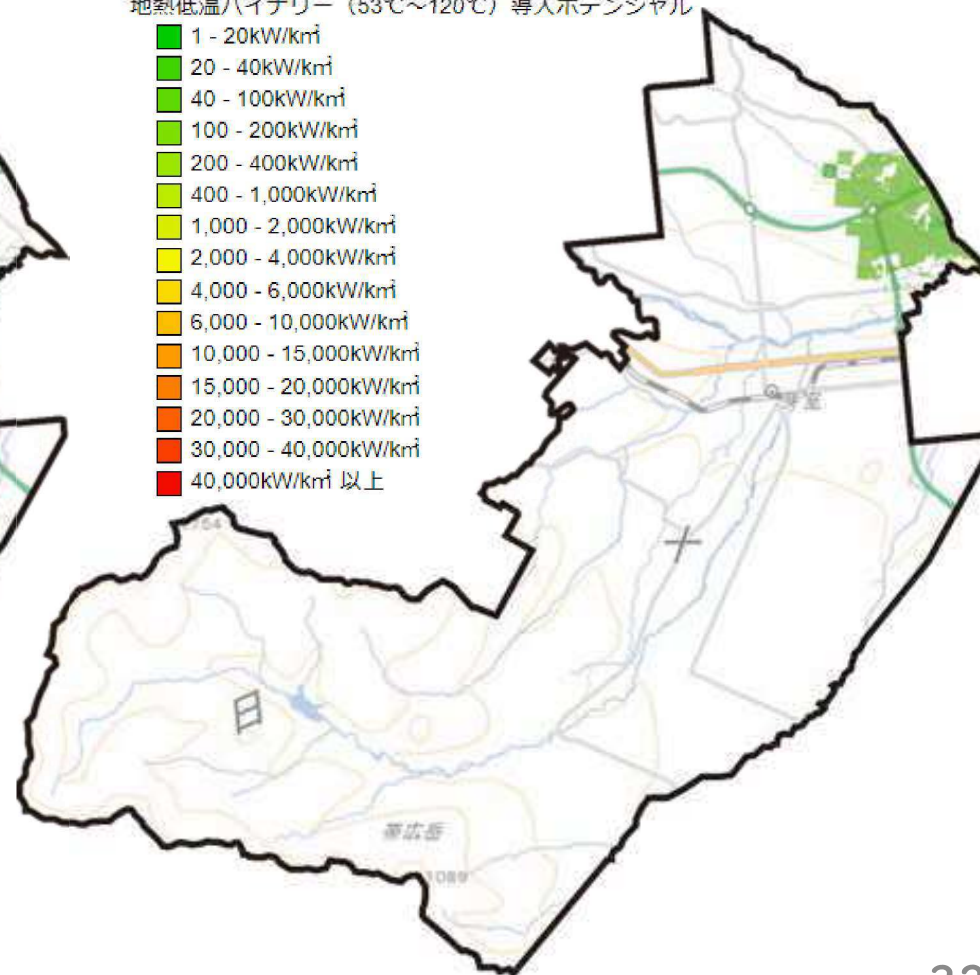 地熱低温バイナリー（53℃～120℃）導入ポテンシャル
1 - 20kW/k㎡
20 - 40kW/k㎡
40 - 100kW/k㎡
100 - 200kW/k㎡
200 - 400kW/k㎡
400 - 1,000kW/k㎡
1,000 - 2,000kW/k㎡
2,000 - 4,000kW/k㎡
4,000 - 6,000kW/k㎡
6,000 - 10,000kW/k㎡
10,000 - 15,000kW/k㎡
15,000 - 20,000kW/k㎡
20,000 - 30,000kW/k㎡
30,000 - 40,000kW/k㎡
40,000kW/k㎡ 以上
芽室
帯広岳
1089